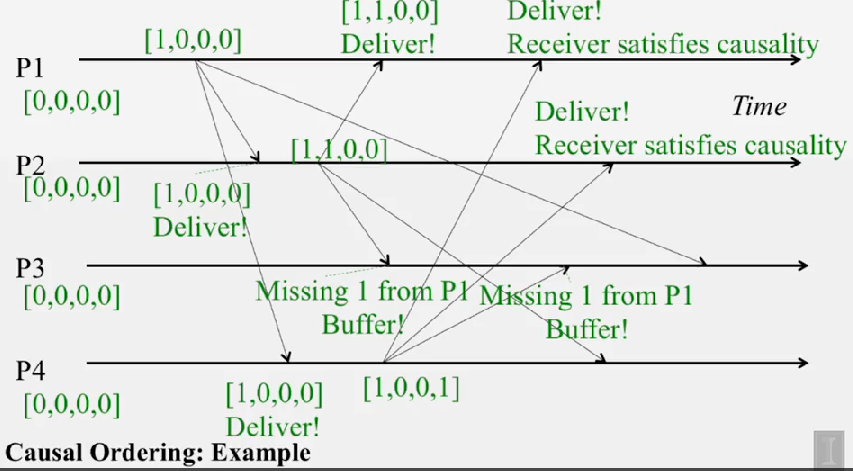 [1,1,0,0]
Deliver!
Deliver!
Receiver satisfies causality
[1,0,0,0]
P1
[0,0,0,0]
Time
Deliver!
Receiver satisfies causality
[1,1,0,0]
P2
[0,0,0,0]
[1,0,0,0]
Deliver!
P3
[0,0,0,0]
Missing 1 from P1
Buffer!
Missing 1 from P1
Buffer!
P4
[0,0,0,0]
[1,0,0,0]
Deliver!
[1,0,0,1]
Causal Ordering: Example
I